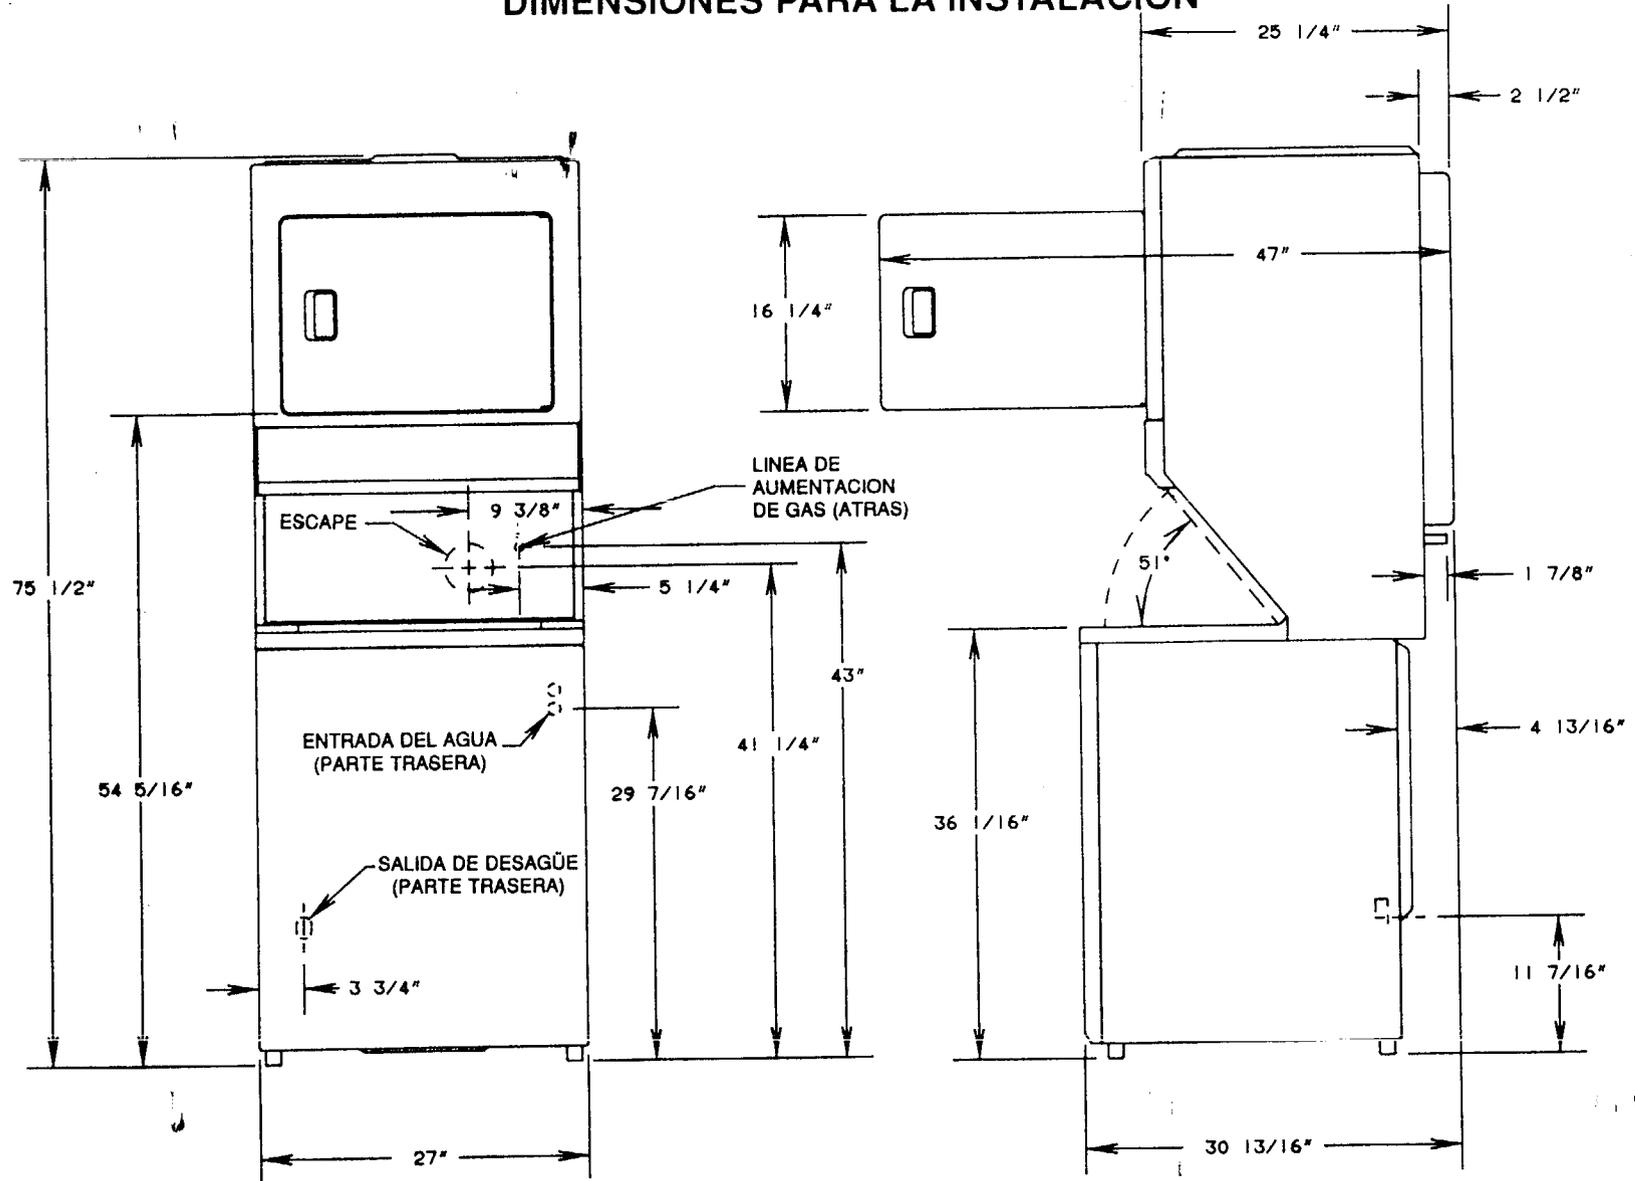 DIMENSIONES PARA LA INSTALACION
25 1/4"
2 1/2"
47"
16 1/4"
LINEA DE
AUMENTACION
DE GAS (ATRAS)
9 3/8"
ESCAPE
51°
75 1/2"
5 1/4"
1 7/8"
43"
4 13/16"
ENTRADA DEL AGUA
(PARTE TRASERA)
41 1/4"
54 5/16"
29 7/16"
36 1/16"
SALIDA DE DESAGÜE
(PARTE TRASERA)
11 7/16"
3 3/4"
27"
30 13/16"